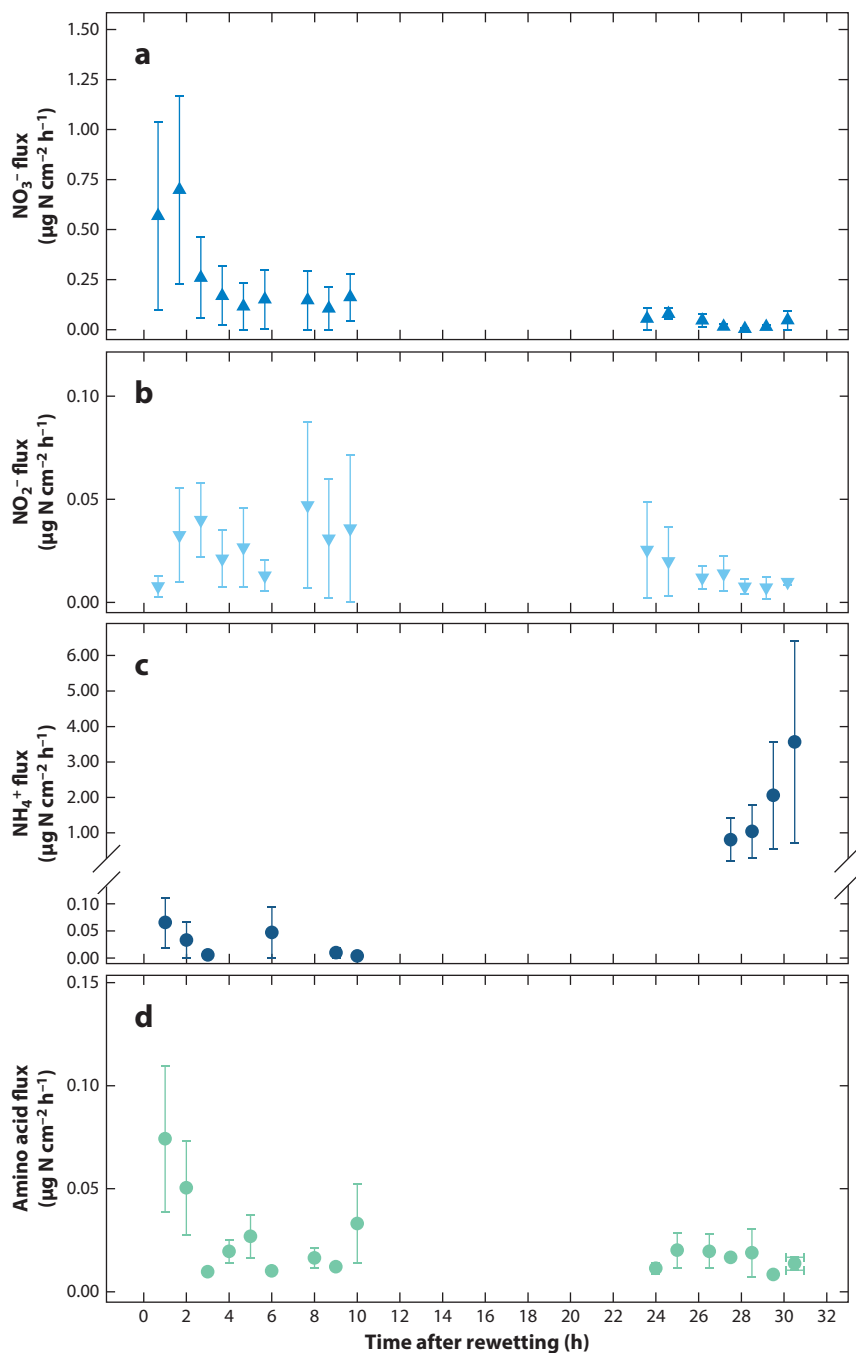 a
NO₃⁻ flux
(µg N cm⁻² h⁻¹)
1.50
1.25
1.00
0.75
0.50
0.25
0.00
b
NO₂⁻ flux
(µg N cm⁻² h⁻¹)
0.10
0.05
0.00
c
NH₄⁺ flux
(µg N cm⁻² h⁻¹)
6.00
5.00
4.00
3.00
2.00
1.00
0.10
0.05
0.00
d
Amino acid flux
(µg N cm⁻² h⁻¹)
0.15
0.10
0.05
0.00
0 2 4 6 8 10 12 14 16 18 20 22 24 26 28 30 32
Time after rewetting (h)